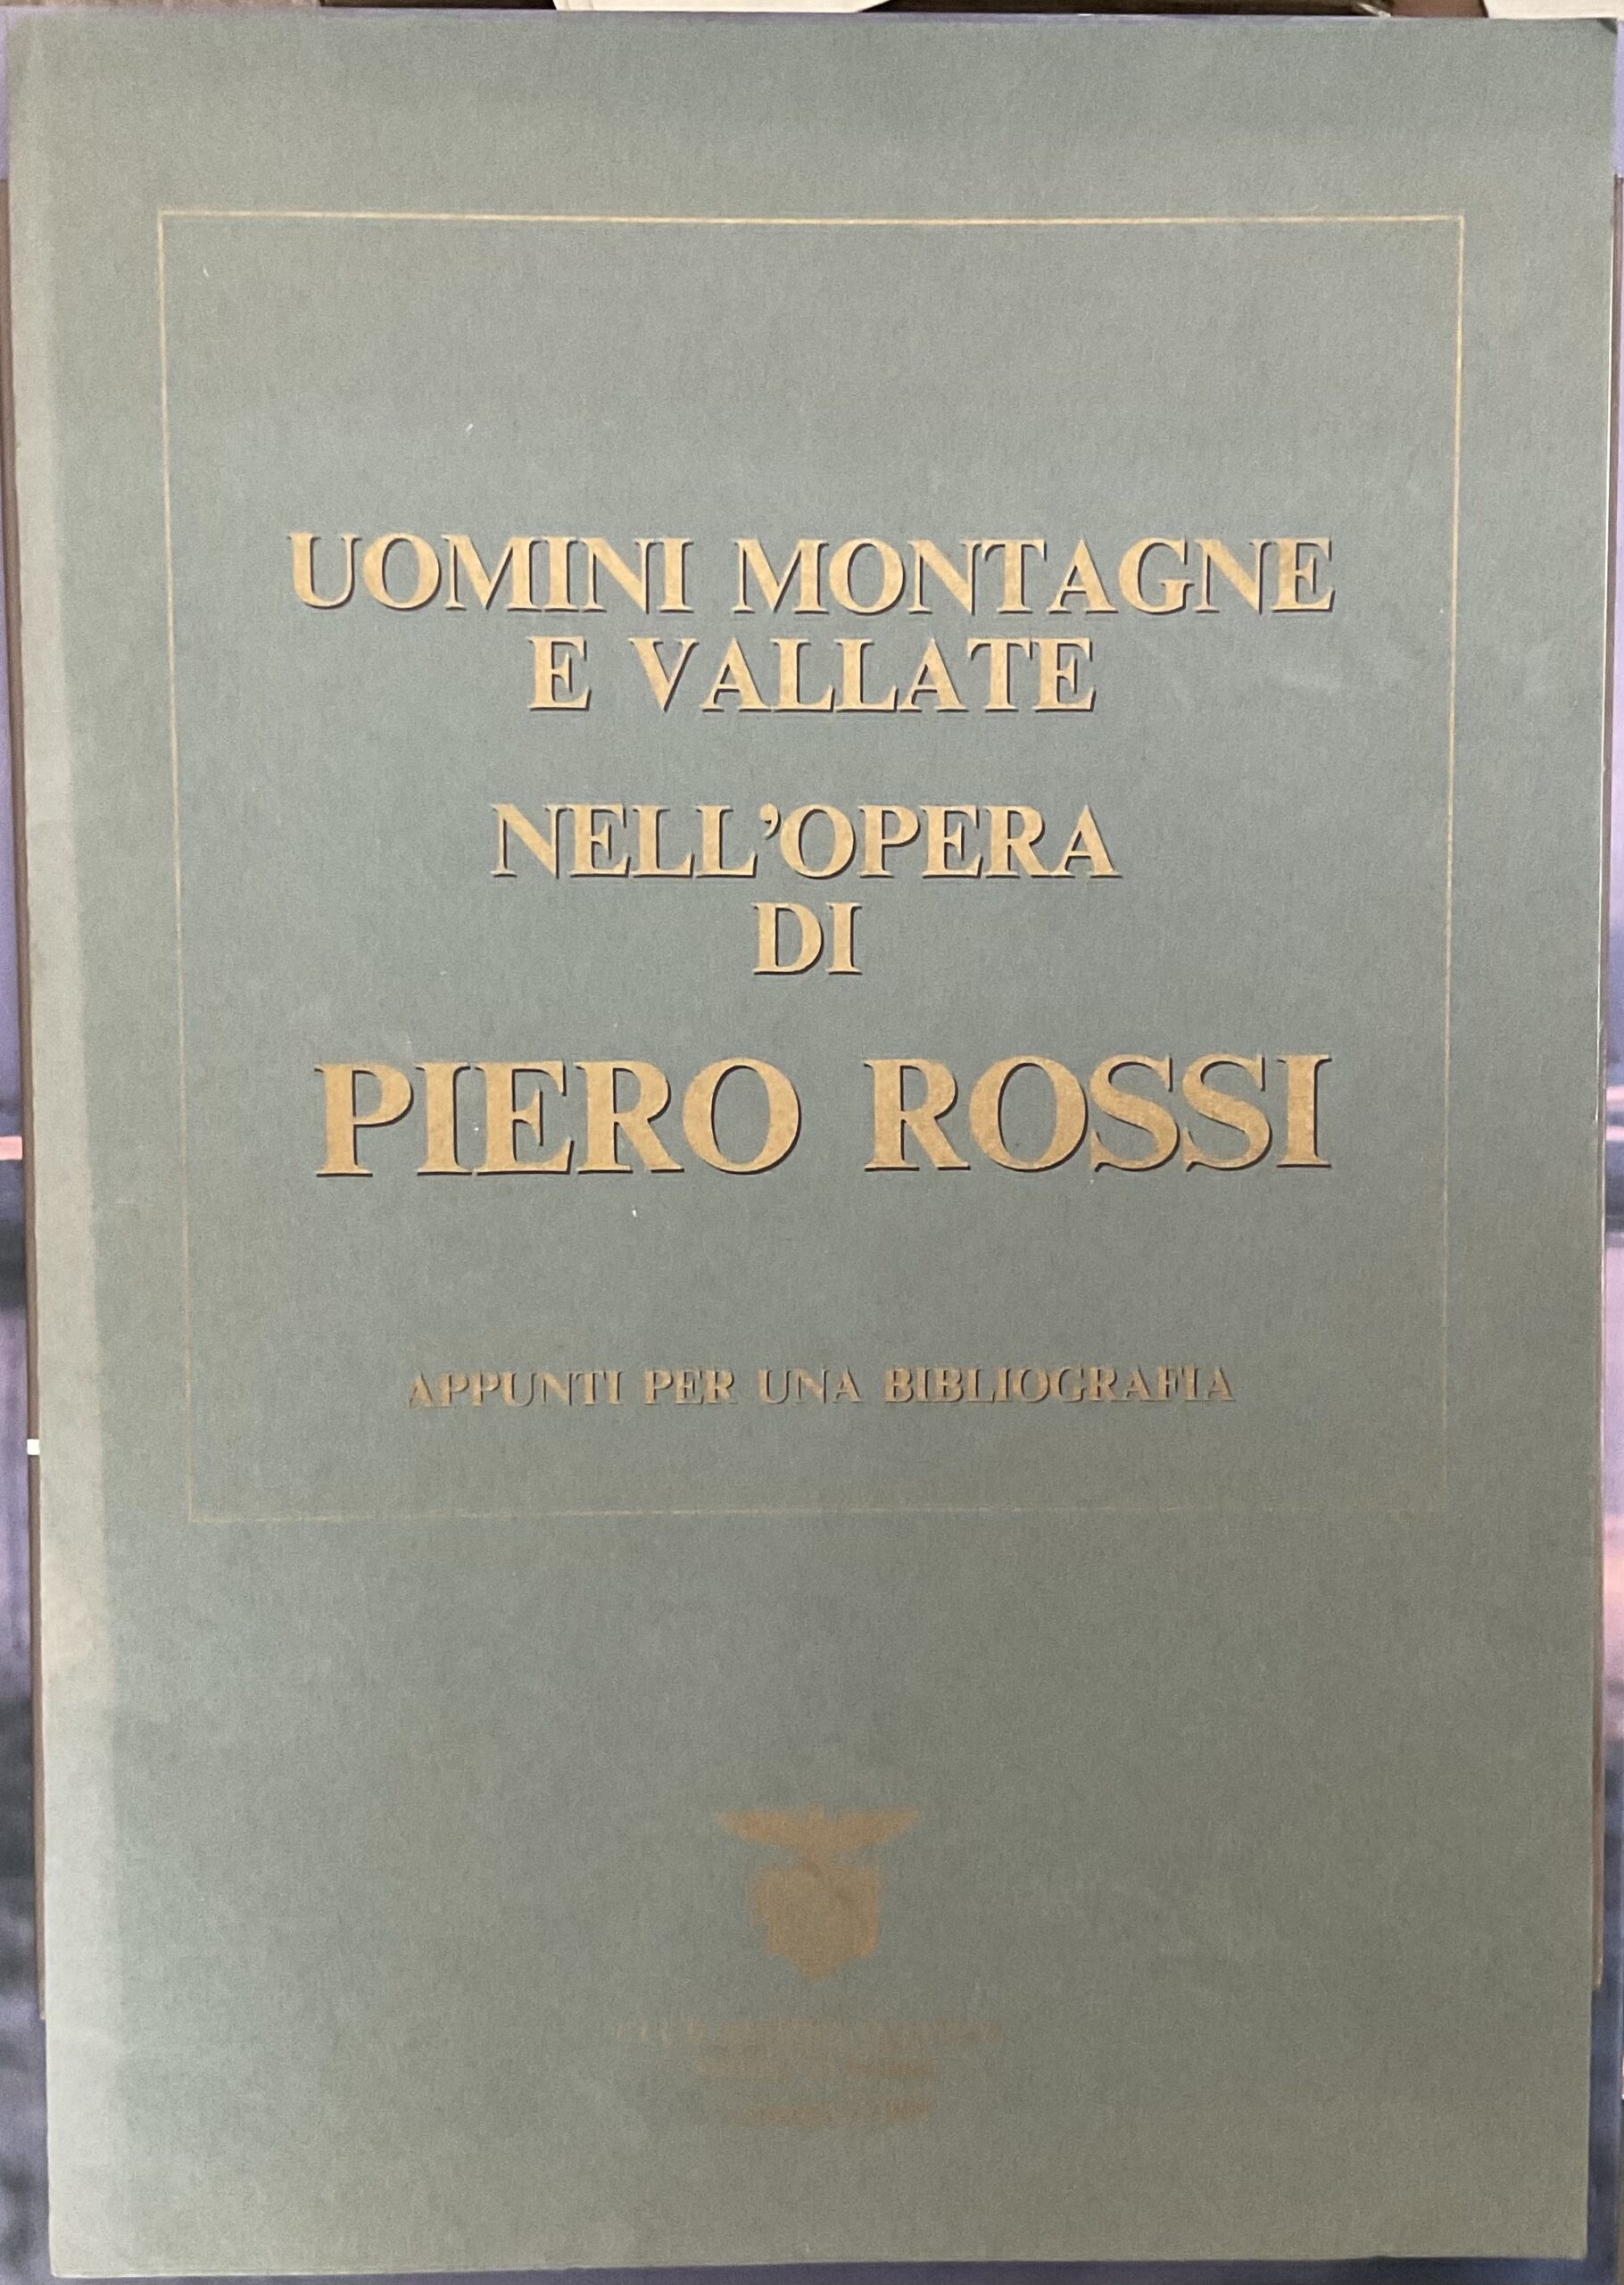 UOMINI MONTAGNE
E VALLATE
NELL'OPERA
DI
PIERO ROSSI
APPUNTI PER UNA BIBLIOGRAFIA